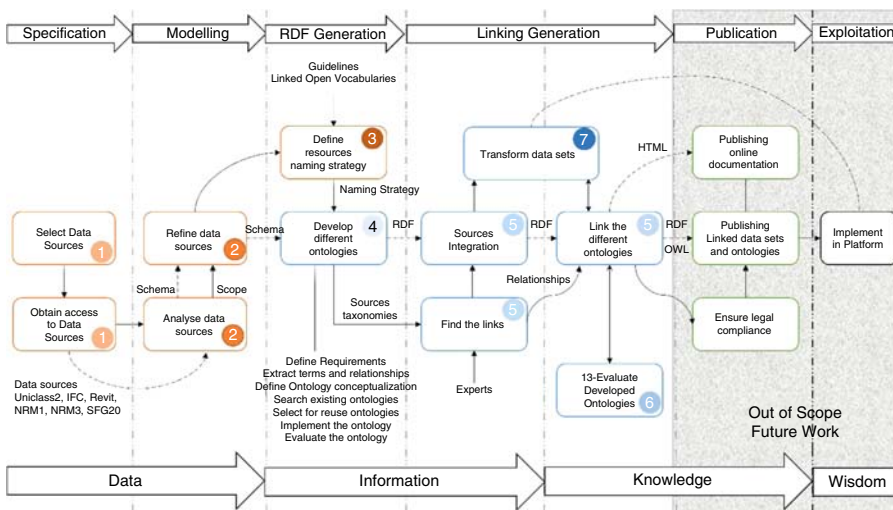 Specification
Modelling
RDF Generation
Linking Generation
Publication
Exploitation
Guidelines
Linked Open Vocabularies
Define
resources
naming strategy
3
Naming Strategy
Transform data sets
7
HTML
Publishing
online
documentation
Select Data
Sources
1
Refine data
sources
2
Schema
Develop
different
ontologies
4
RDF
Sources
Integration
5
RDF
Link the
different
ontologies
5
RDF
OWL
Publishing
Linked data sets
and ontologies
Implement
in Platform
Schema
Scope
Relationships
Obtain access
to Data
Sources
1
Analyse data
sources
2
Sources
taxonomies
Find the links
5
Ensure legal
compliance
Data sources
Uniclass2, IFC, Revit,
NRM1, NRM3, SFG20
Define Requirements
Extract terms and relationships
Define Ontology conceptualization
Search existing ontologies
Select for reuse ontologies
Implement the ontology
Evaluate the ontology
Experts
13-Evaluate
Developed
Ontologies
6
Out of Scope
Future Work
Data
Information
Knowledge
Wisdom